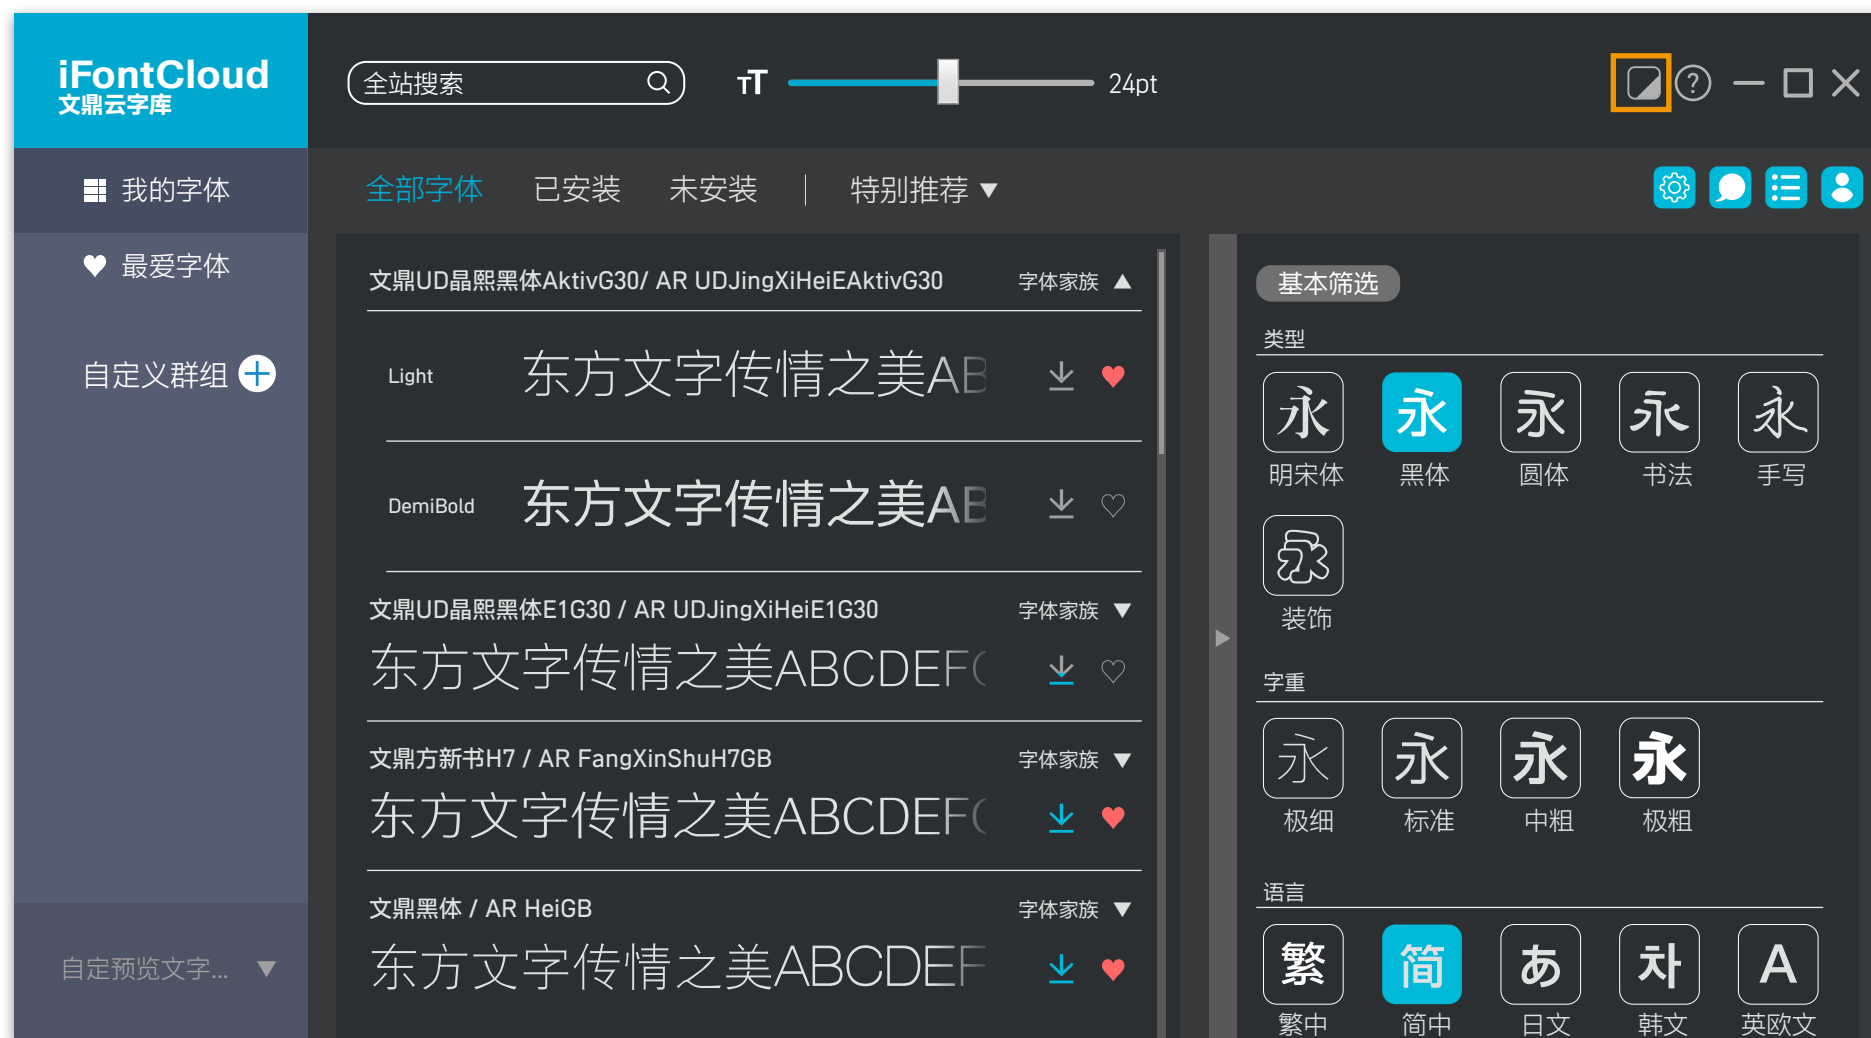 iFontCloud
文鼎云字库
全站搜索
TT
24pt
?
我的字体
最爱字体
自定义群组
自定预览文字...
全部字体 已安装 未安装 | 特别推荐
文鼎UD晶熙黑体AktivG30/ AR UDJingXiHeiEAktivG30 字体家族
Light 东方文字传情之美AB
DemiBold 东方文字传情之美AB
文鼎UD晶熙黑体E1G30 / AR UDJingXiHeiE1G30 字体家族
东方文字传情之美ABCDEF
文鼎方新书H7 / AR FangXinShuH7GB 字体家族
东方文字传情之美ABCDEF
文鼎黑体 / AR HeiGB 字体家族
东方文字传情之美ABCDEF
基本筛选
类型
永 永 永 永 永
明宋体 黑体 圆体 书法 手写
永
装饰
字重
永 永 永 永
极细 标准 中粗 极粗
语言
繁 简 あ 차 A
繁中 简中 日文 韩文 英欧文